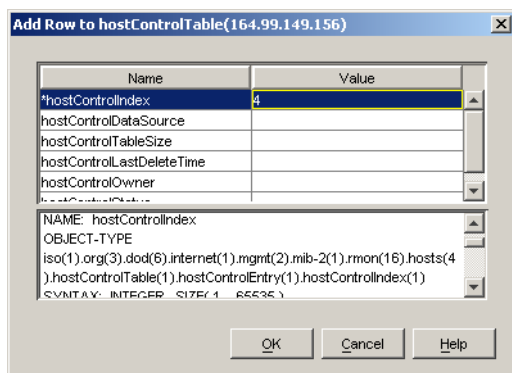 Add Row to hostControlTable(164.99.149.156)
Name Value
*hostControlIndex 4
hostControlDataSource
hostControlTableSize
hostControlLastDeleteTime
hostControlOwner
hostControlStatus
NAME: hostControlIndex
OBJECT-TYPE
iso(1).org(3).dod(6).internet(1).mgmt(2).mib-2(1).rmon(16).hosts(4
).hostControlTable(1).hostControlEntry(1).hostControlIndex(1)
SYNTAX: INTEGER SIZE( 1 .. 65535 )
OK Cancel Help